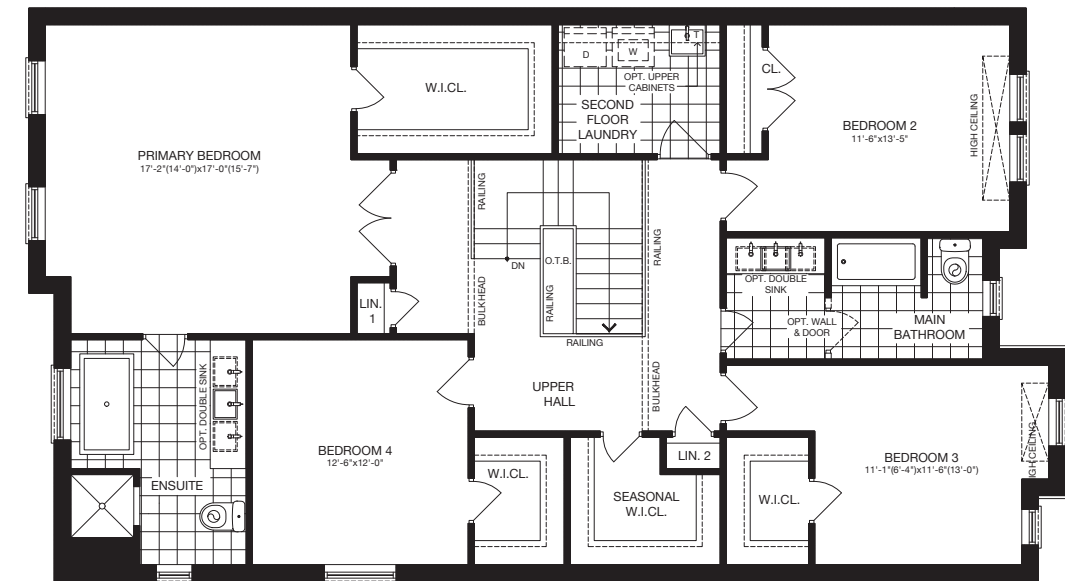 PRIMARY BEDROOM
17'-2"(14'-0")x17'-0"(15'-7")
W.I.CL.
D
W
T
OPT. UPPER
CABINETS
SECOND
FLOOR
LAUNDRY
CL.
BEDROOM 2
11'-6"x13'-5"
HIGH CEILING
RAILING
RAILING
DN
O.T.B.
RAILING
RAILING
BULKHEAD
BULKHEAD
LIN.
1
UPPER
HALL
OPT. DOUBLE
SINK
OPT. WALL
& DOOR
MAIN
BATHROOM
OPT. DOUBLE SINK
ENSUITE
BEDROOM 4
12'-6"x12'-0"
W.I.CL.
SEASONAL
W.I.CL.
LIN. 2
W.I.CL.
BEDROOM 3
11'-1"(6'-4")x11'-6"(13'-0")
HIGH CEILING